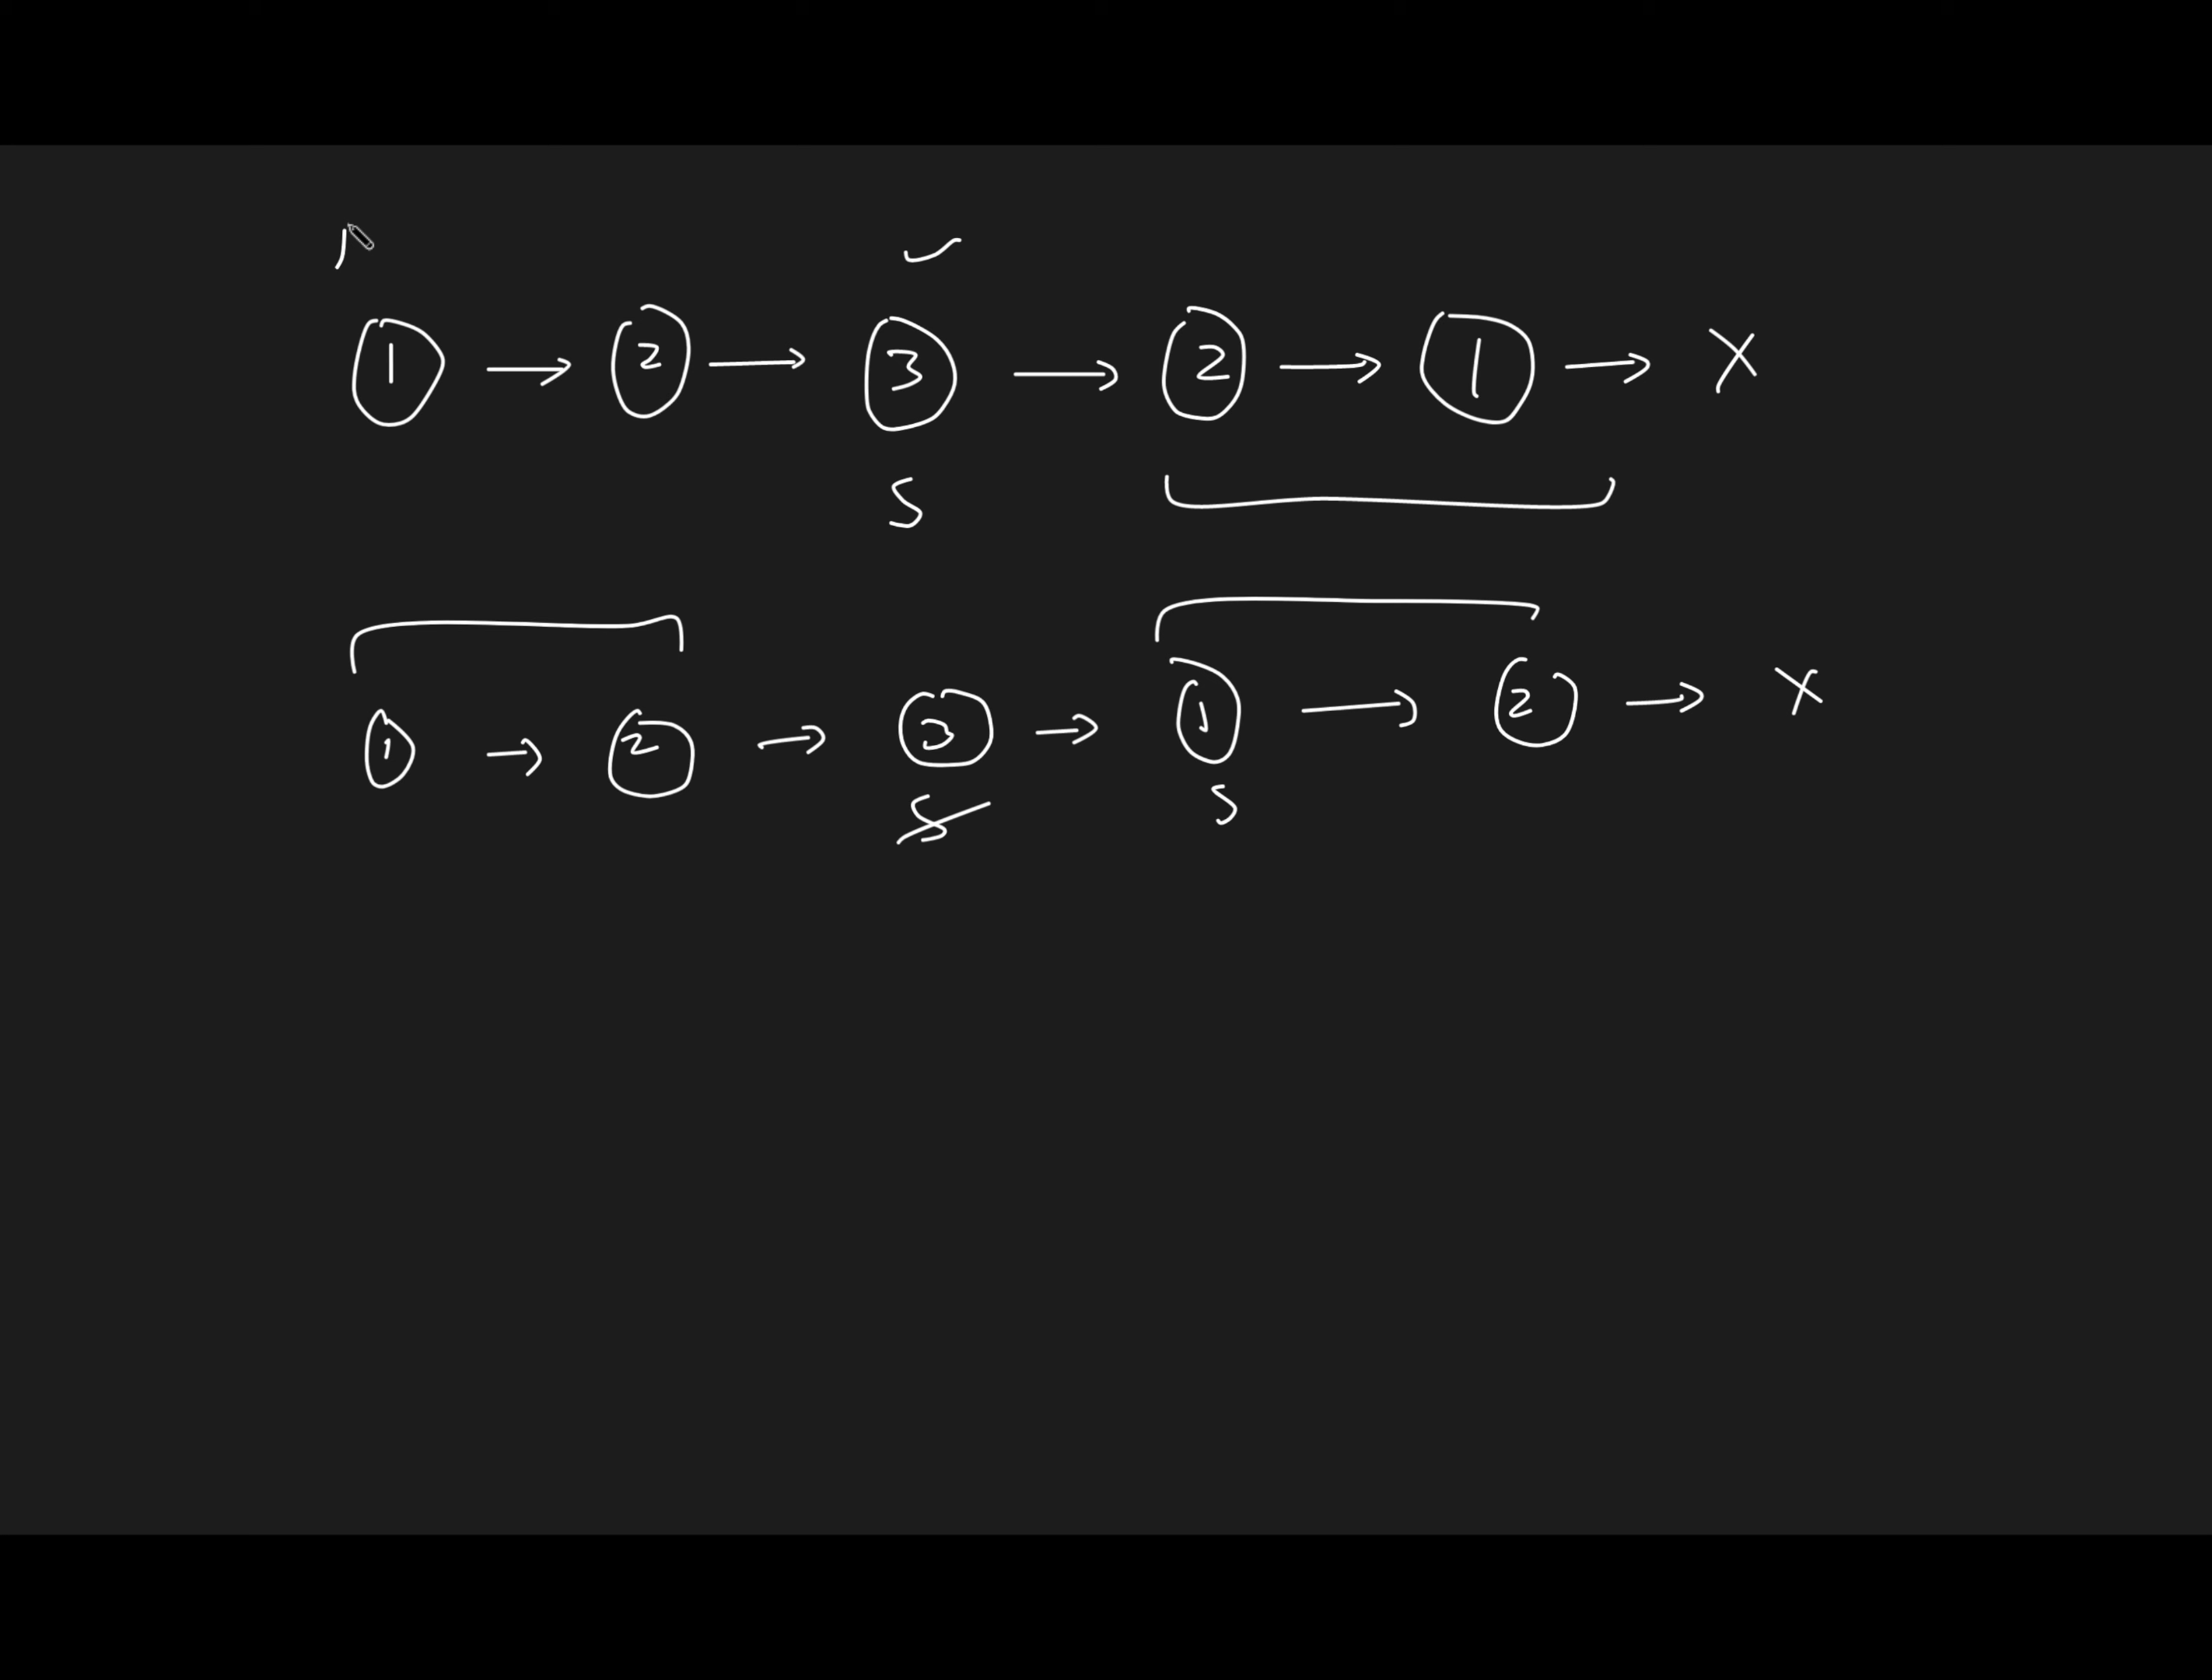 1 → 2 → 3 → 2 → 1 → X
S
1 → 2 → 3 → 1 → 2 → X
S S